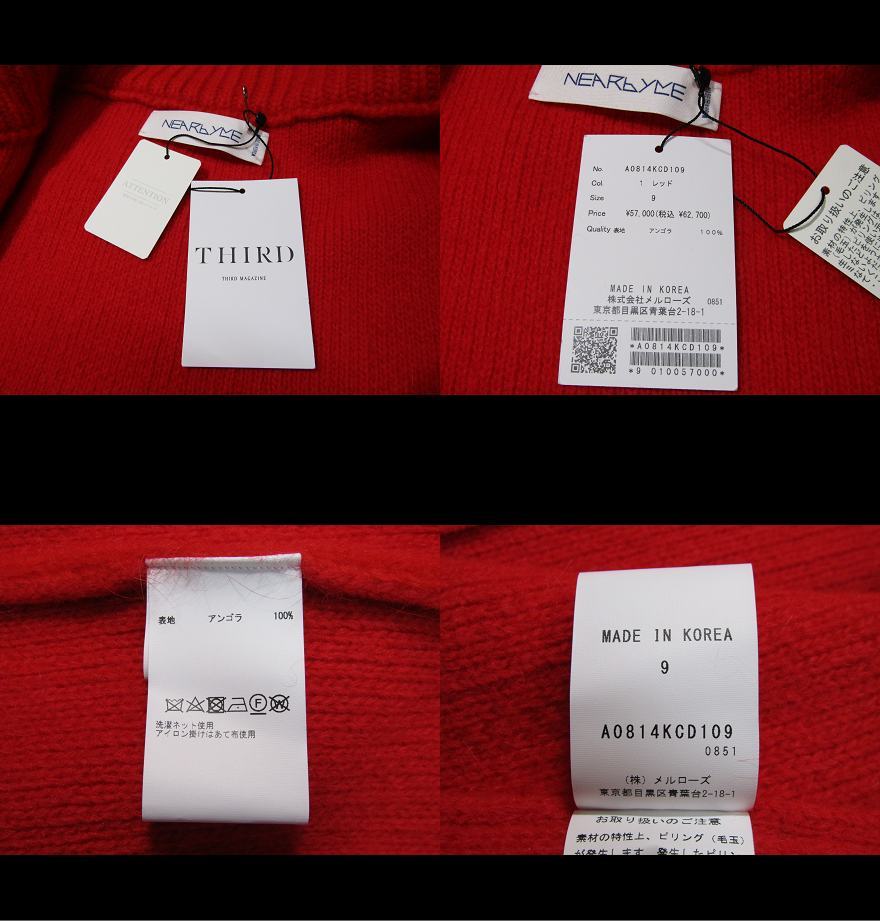 NEARbYME
ATTENTION
THIRD
THIRD MAGAZINE
NEARbYME
No. A0814KCD109
Col. 1 レッド
Size 9
Price ¥57,000(税込 ¥62,700)
Quality 表地 アンゴラ 100%
MADE IN KOREA
株式会社メルローズ 0851
東京都目黒区青葉台2-18-1
*A0814KCD109*
*9 010057000*
お取り扱いのご注意
表地 アンゴラ 100%
F
W
洗濯ネット使用
アイロン掛けはあて布使用
MADE IN KOREA
9
A0814KCD109
0851
(株) メルローズ
東京都目黒区青葉台2-18-1
お取り扱いのご注意
素材の特性上、ピリング (毛玉)
が発生します。発生したピリン